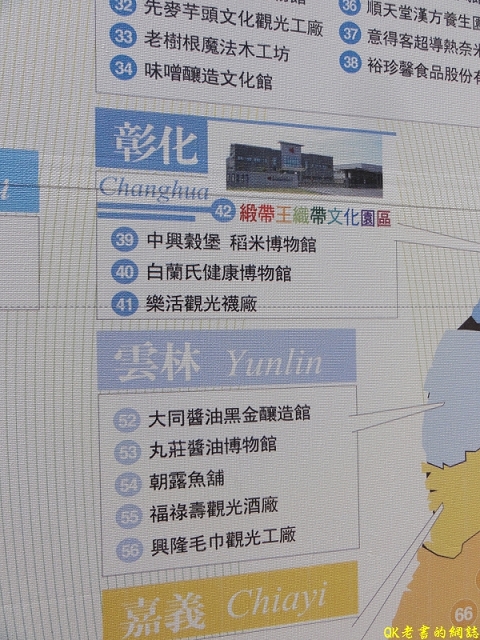 32 先麥芋頭文化觀光工廠
33 老樹根魔法木工坊
34 味噌釀造文化館
36 順天堂漢方養生
37 意得客超導熱奈米
38 裕珍馨食品股份有
彰化
Changhua
42 緞帶王織帶文化園區
39 中興穀堡 稻米博物館
40 白蘭氏健康博物館
41 樂活觀光襪廠
雲林 Yunlin
52 大同醬油黑金釀造館
53 丸莊醬油博物館
54 朝露魚舖
55 福祿壽觀光酒廠
56 興隆毛巾觀光工廠
嘉義 Chiayi
66
QK老爹的網誌